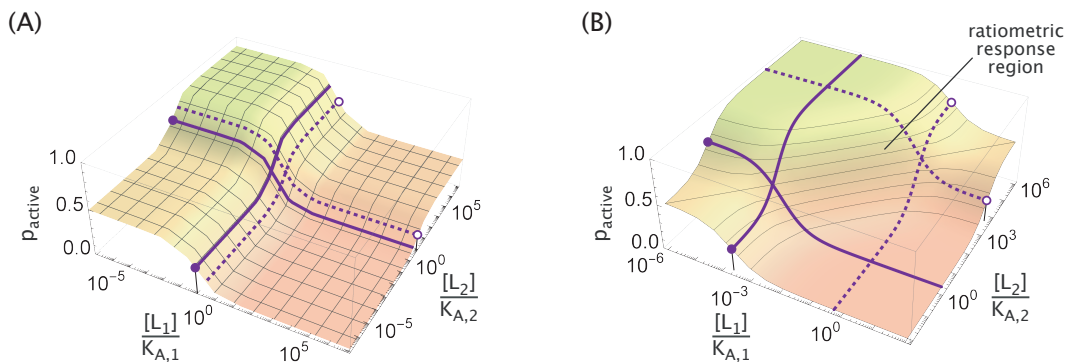 (A)
1.0
0.5
0.0
p_active
10^-5
10^0
10^5
[L_1]
K_A,1
10^-5
10^0
10^5
[L_2]
K_A,2
(B)
ratiometric
response
region
1.0
0.5
0.0
p_active
10^-6
10^-3
10^0
[L_1]
K_A,1
10^0
10^3
10^6
[L_2]
K_A,2